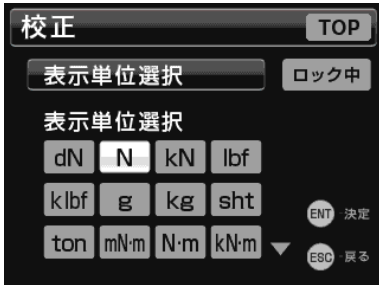 校正 TOP
表示単位選択 ロック中
表示単位選択
dN N kN lbf
klbf g kg sht
ENT 決定
ton mN·m N·m kN·m
ESC 戻る